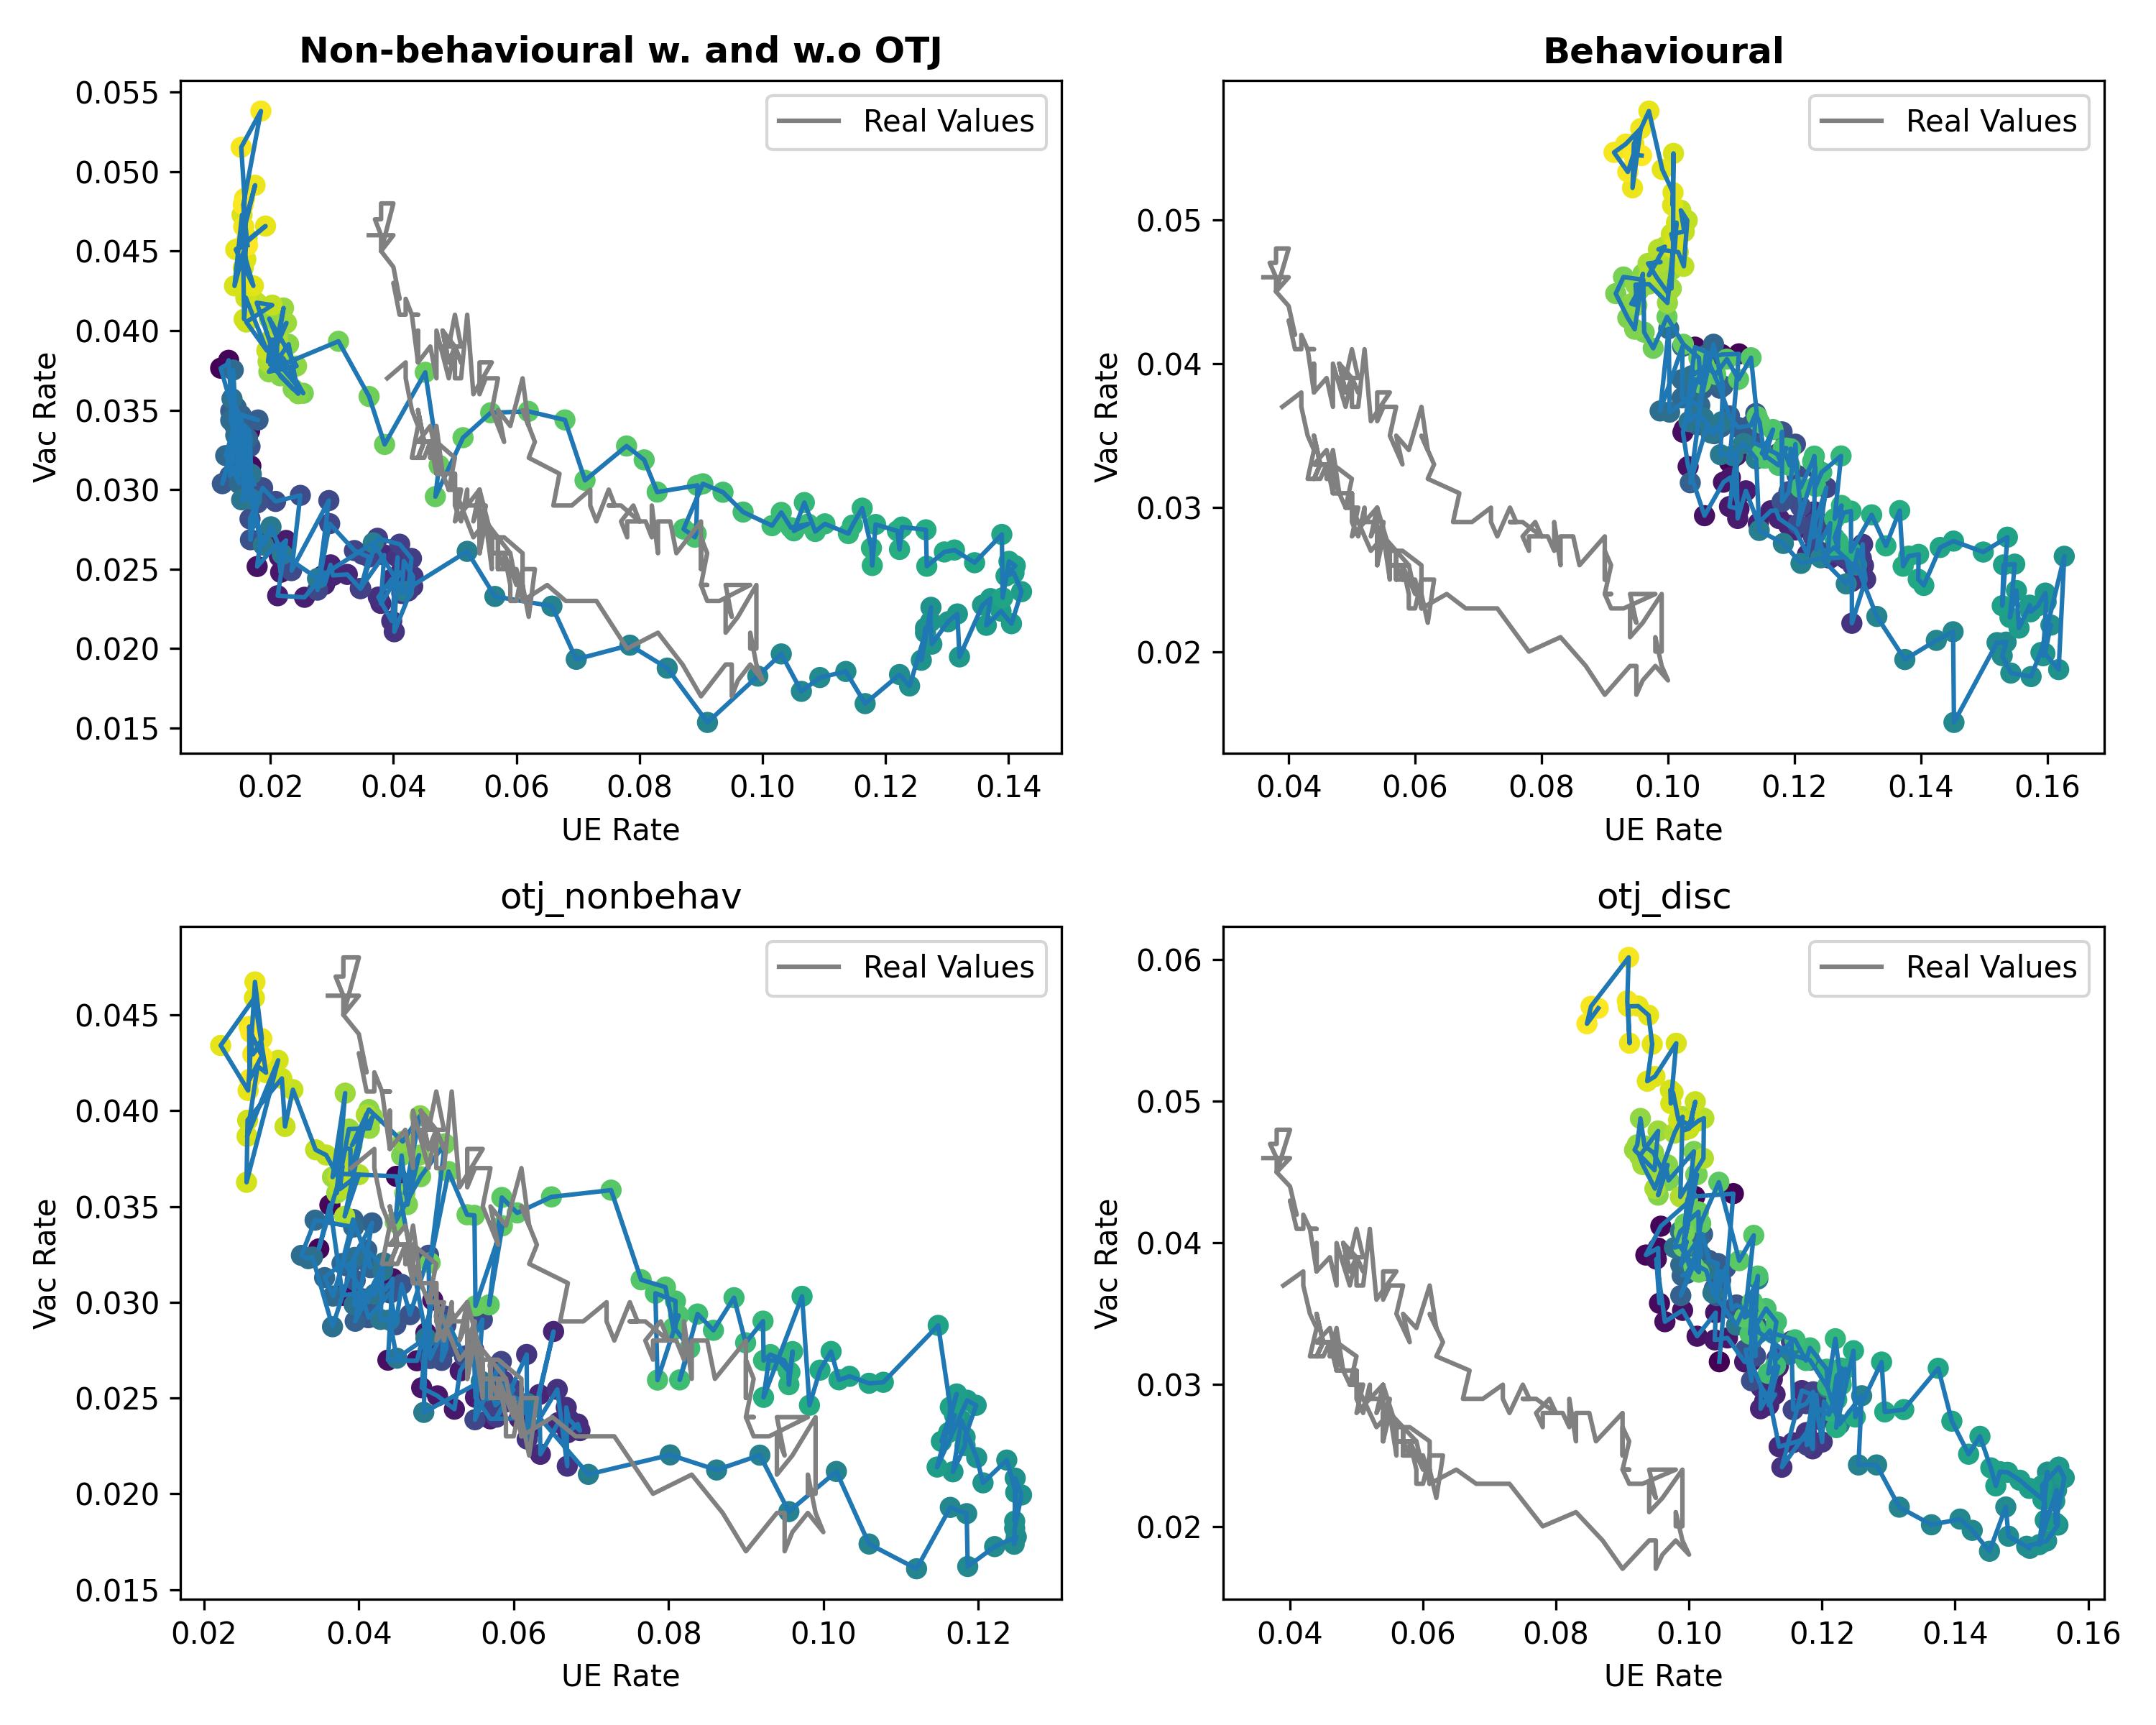 Non-behavioural w. and w.o OTJ
Real Values
0.055
0.050
0.045
0.040
0.035
0.030
0.025
0.020
0.015
Vac Rate
0.02 0.04 0.06 0.08 0.10 0.12 0.14
UE Rate
Behavioural
Real Values
0.05
0.04
0.03
0.02
Vac Rate
0.04 0.06 0.08 0.10 0.12 0.14 0.16
UE Rate
otj_nonbehav
Real Values
0.045
0.040
0.035
0.030
0.025
0.020
0.015
Vac Rate
0.02 0.04 0.06 0.08 0.10 0.12
UE Rate
otj_disc
Real Values
0.06
0.05
0.04
0.03
0.02
Vac Rate
0.04 0.06 0.08 0.10 0.12 0.14 0.16
UE Rate